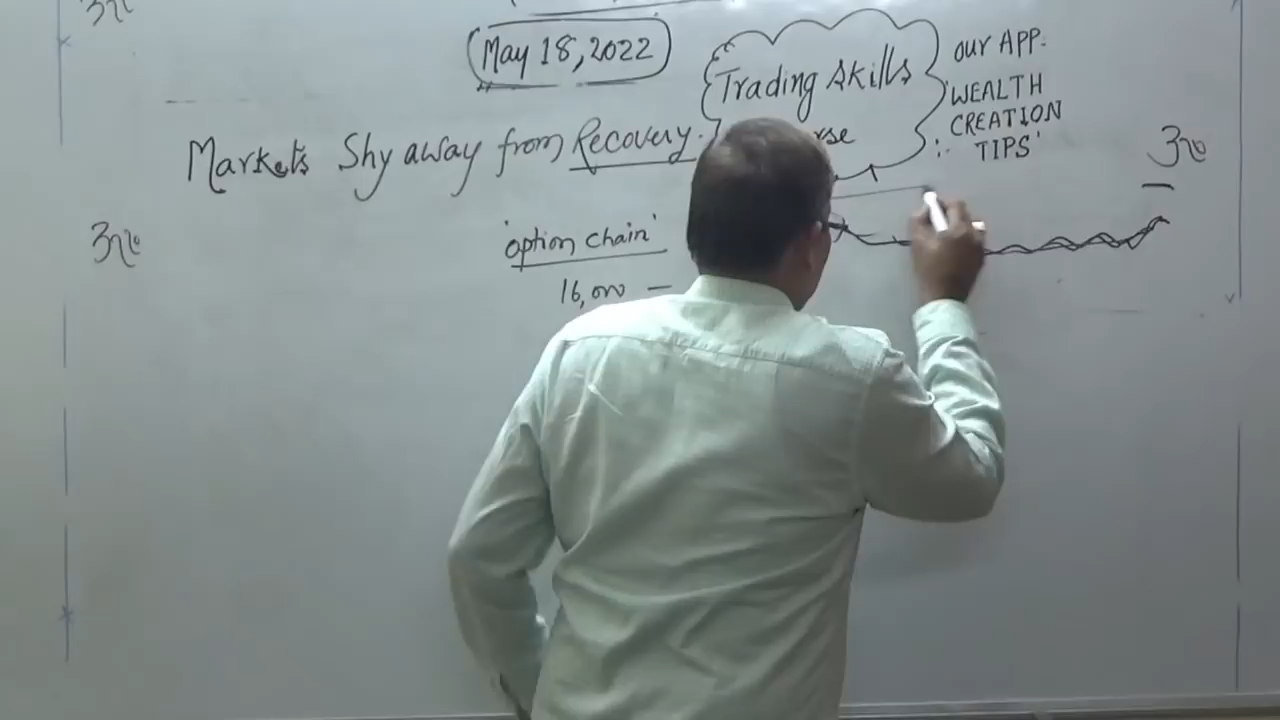 May 18, 2022
Markets Shy away from Recovery.
Trading Skills
our APP.
'WEALTH
CREATION
TIPS'
'option chain'
16,000 —